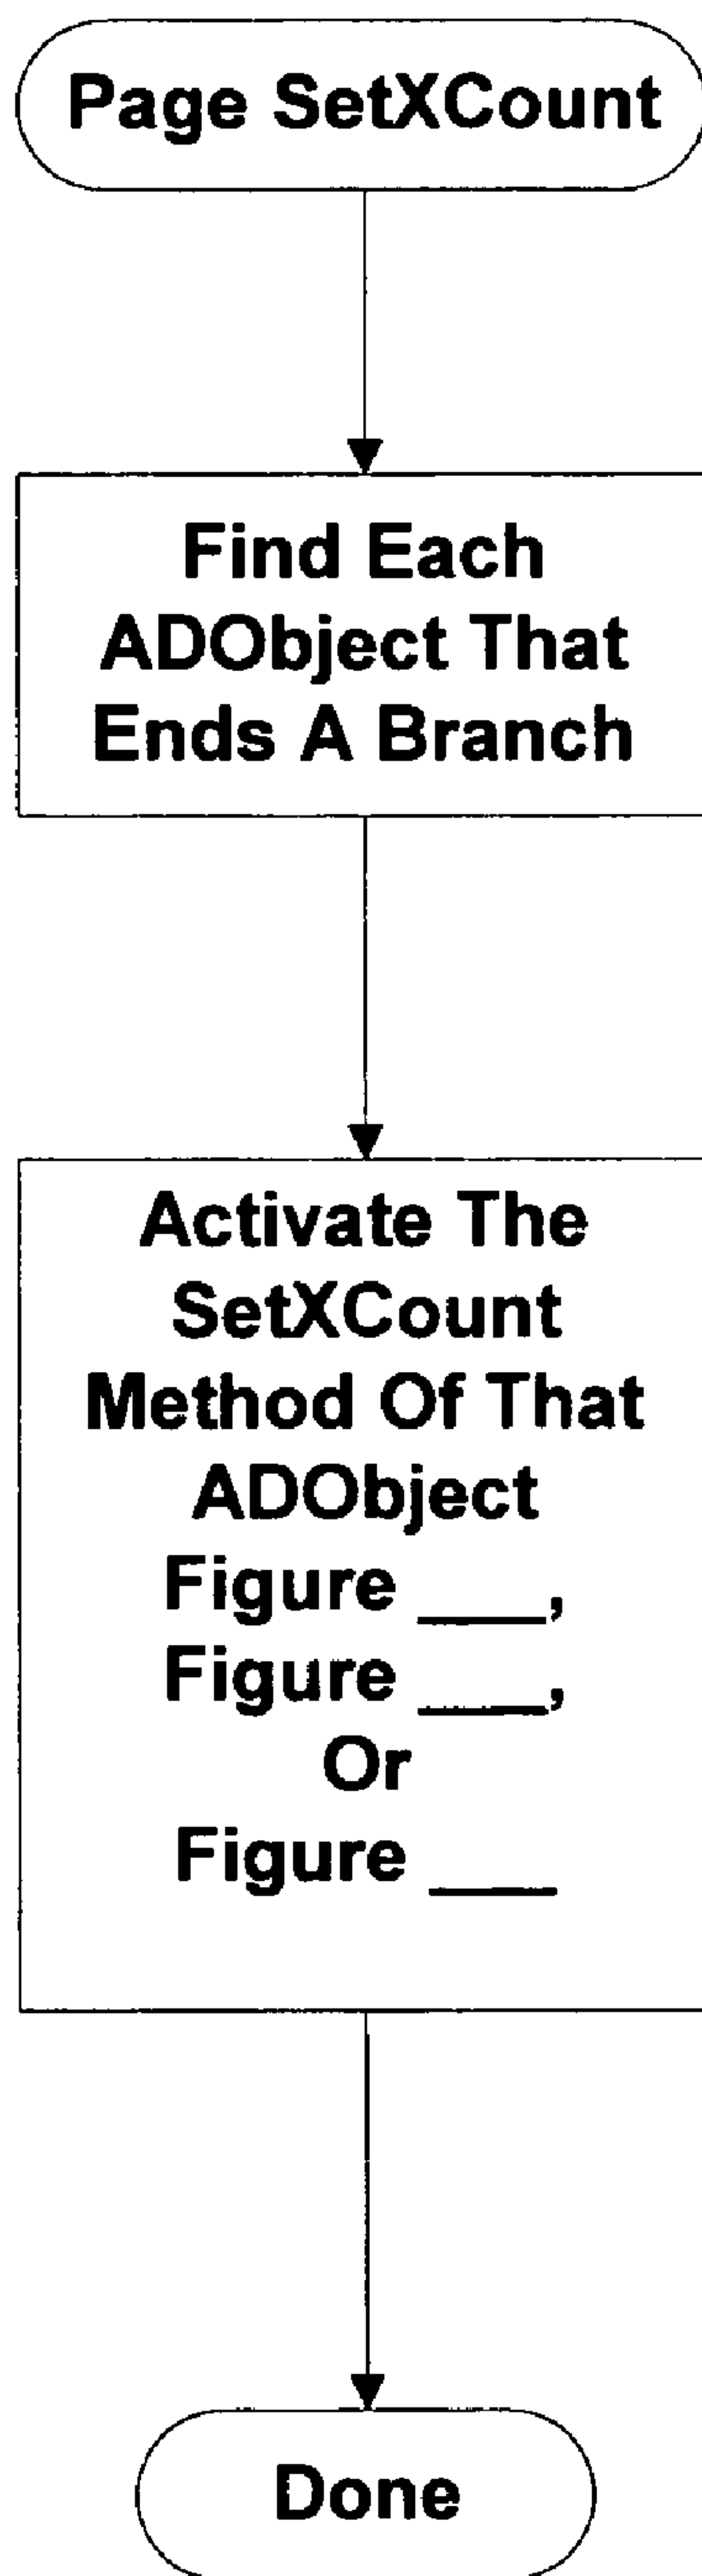 Page SetXCount
Find Each
ADObject That
Ends A Branch
Activate The
SetXCount
Method Of That
ADObject
Figure ___,
Figure ___,
Or
Figure ___
Done